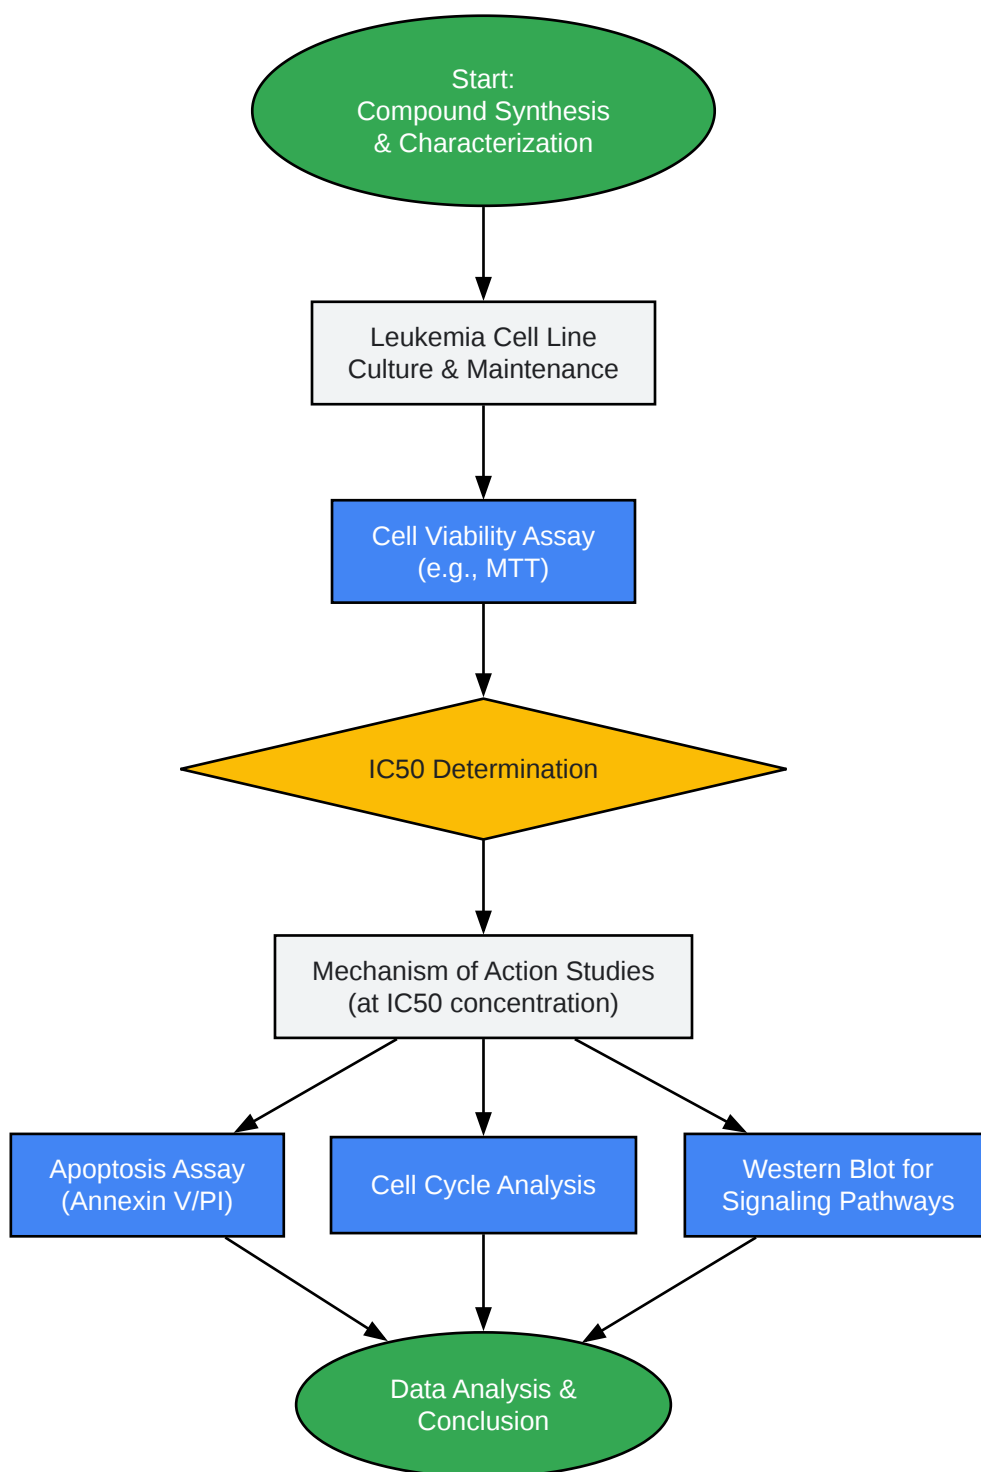 Start:
Compound Synthesis
& Characterization
Leukemia Cell Line
Culture & Maintenance
Cell Viability Assay
(e.g., MTT)
IC50 Determination
Mechanism of Action Studies
(at IC50 concentration)
Apoptosis Assay
(Annexin V/PI)
Cell Cycle Analysis
Western Blot for
Signaling Pathways
Data Analysis &
Conclusion